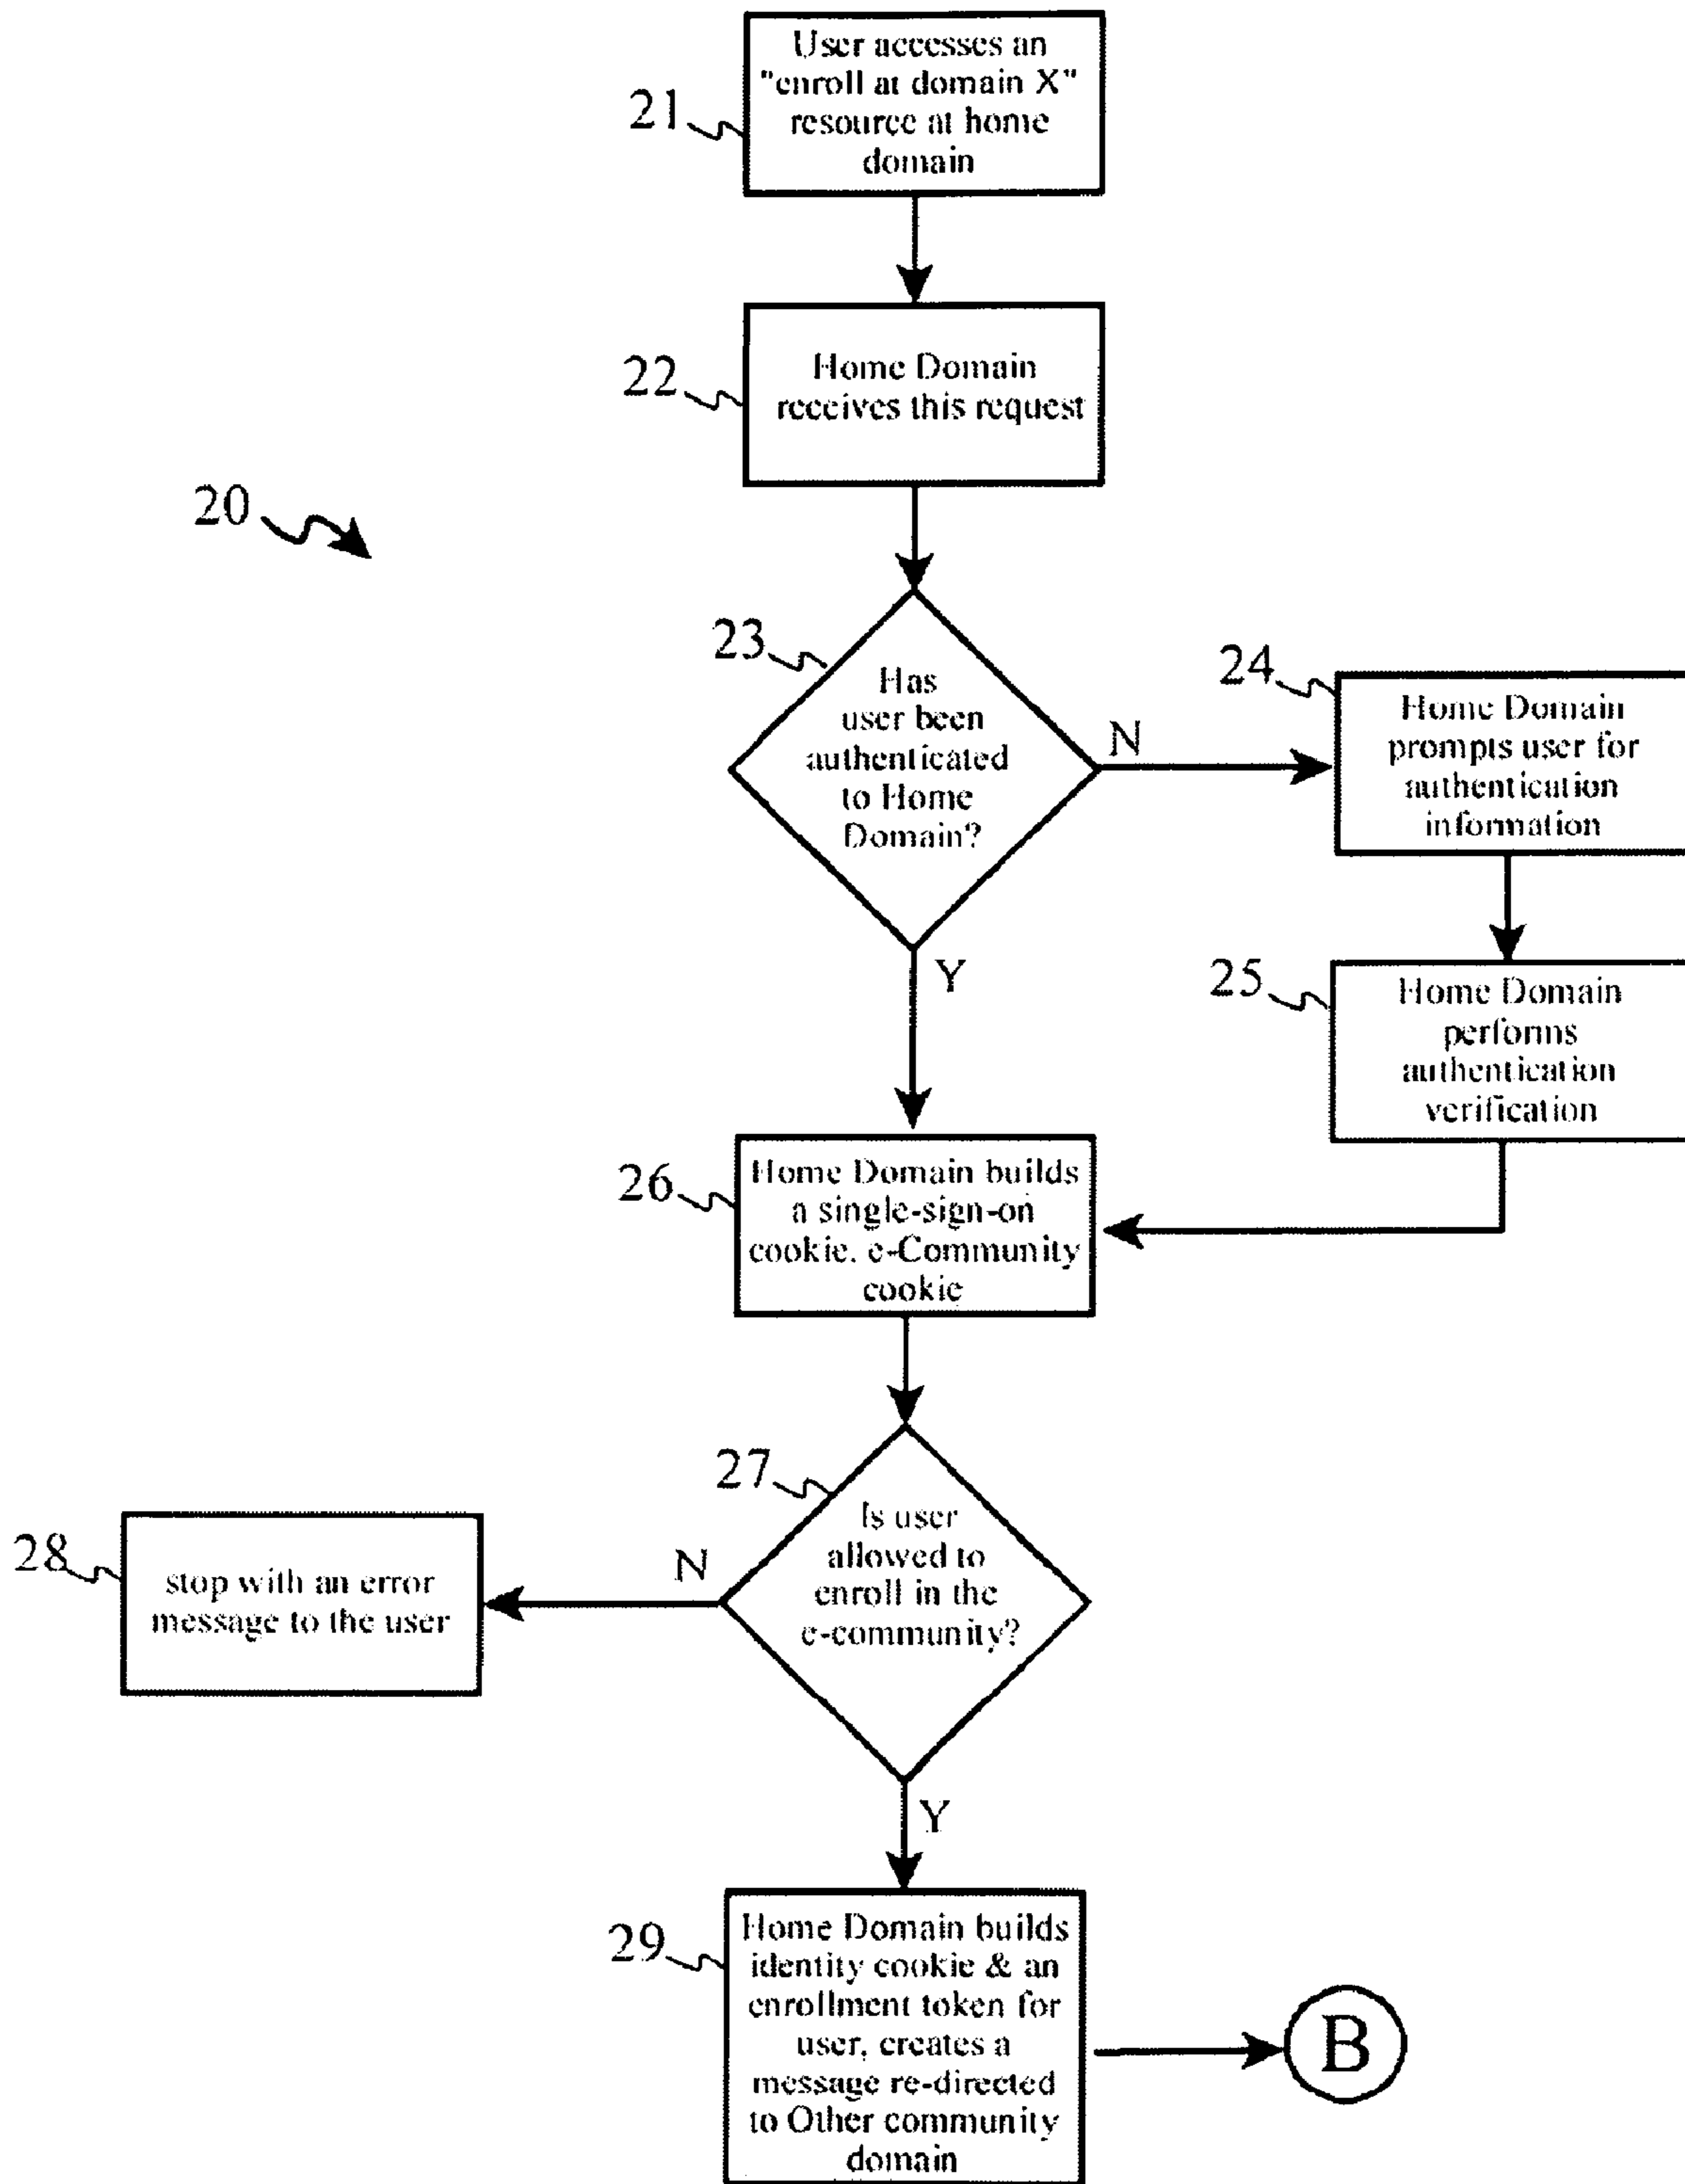 21
User accesses an
"enroll at domain X"
resource at home
domain
22
Home Domain
receives this request
20
23
Has
user been
authenticated
to Home
Domain?
N
Y
24
Home Domain
prompts user for
authentication
information
25
Home Domain
performs
authentication
verification
26
Home Domain builds
a single-sign-on
cookie, e-Community
cookie
27
Is user
allowed to
enroll in the
e-community?
N
Y
28
stop with an error
message to the user
29
Home Domain builds
identity cookie & an
enrollment token for
user, creates a
message re-directed
to Other community
domain
B